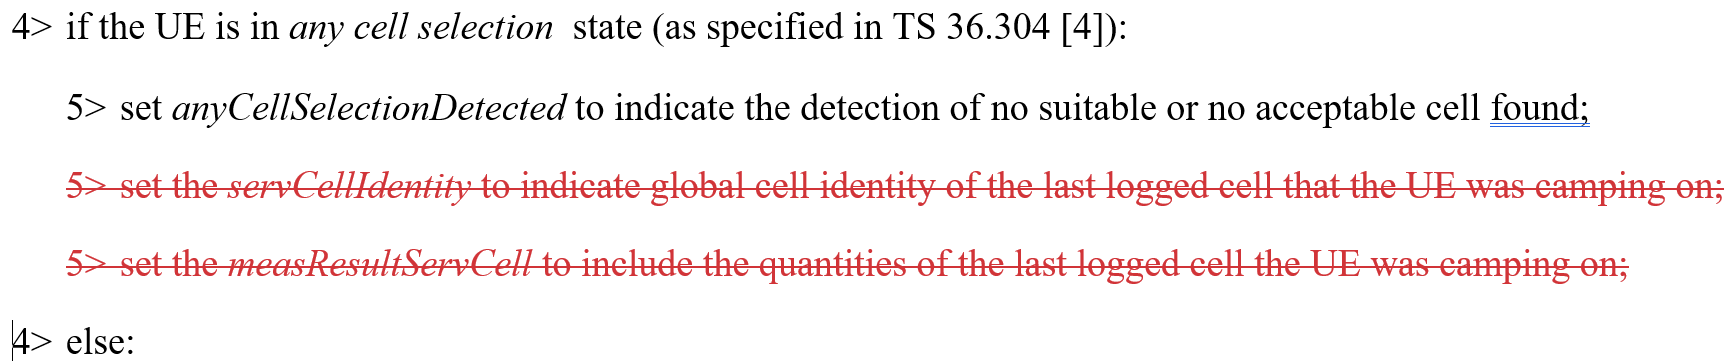 4> if the UE is in any cell selection state (as specified in TS 36.304 [4]):
5> set anyCellSelectionDetected to indicate the detection of no suitable or no acceptable cell found;
5> set the servCellIdentity to indicate global cell identity of the last logged cell that the UE was camping on;
5> set the measResultServCell to include the quantities of the last logged cell the UE was camping on;
4> else: